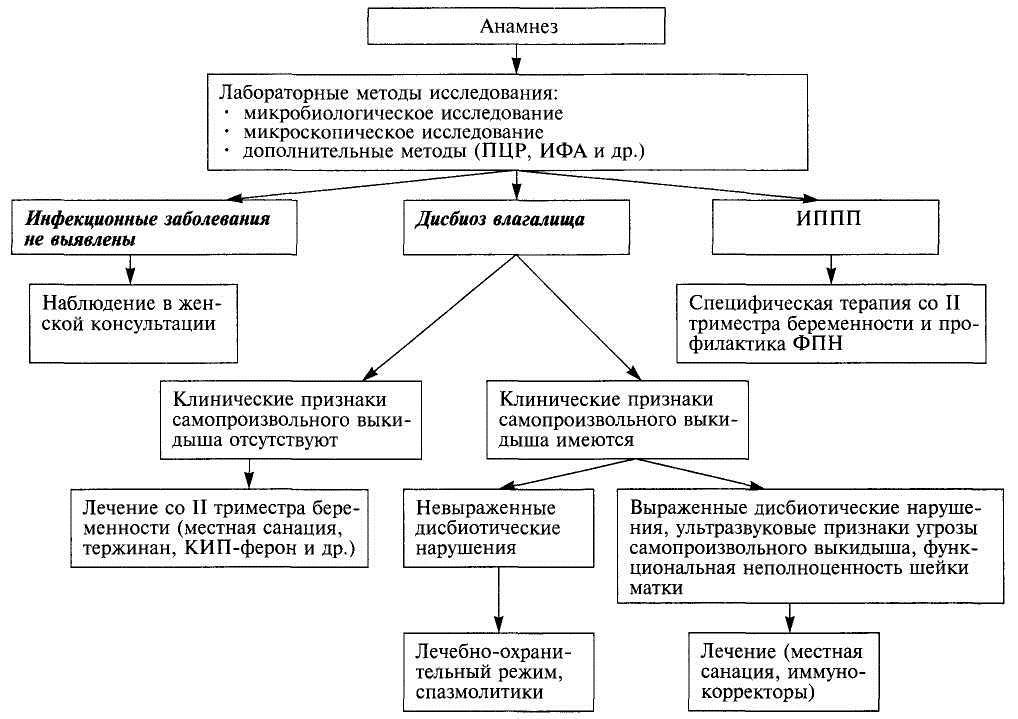 Анамнез
Лабораторные методы исследования:
· микробиологическое исследование
· микроскопическое исследование
· дополнительные методы (ПЦР, ИФА и др.)
Инфекционные заболевания
не выявлены
Дисбиоз влагалища
ИППП
Наблюдение в жен-
ской консультации
Специфическая терапия со II
триместра беременности и про-
филактика ФПН
Клинические признаки
самопроизвольного выки-
дыша отсутствуют
Клинические признаки
самопроизвольного выки-
дыша имеются
Лечение со II триместра бере-
менности (местная санация,
тержинан, КИП-ферон и др.)
Невыраженные
дисбиотические
нарушения
Выраженные дисбиотические наруше-
ния, ультразвуковые признаки угрозы
самопроизвольного выкидыша, функ-
циональная неполноценность шейки
матки
Лечебно-охрани-
тельный режим,
спазмолитики
Лечение (местная
санация, иммуно-
корректоры)